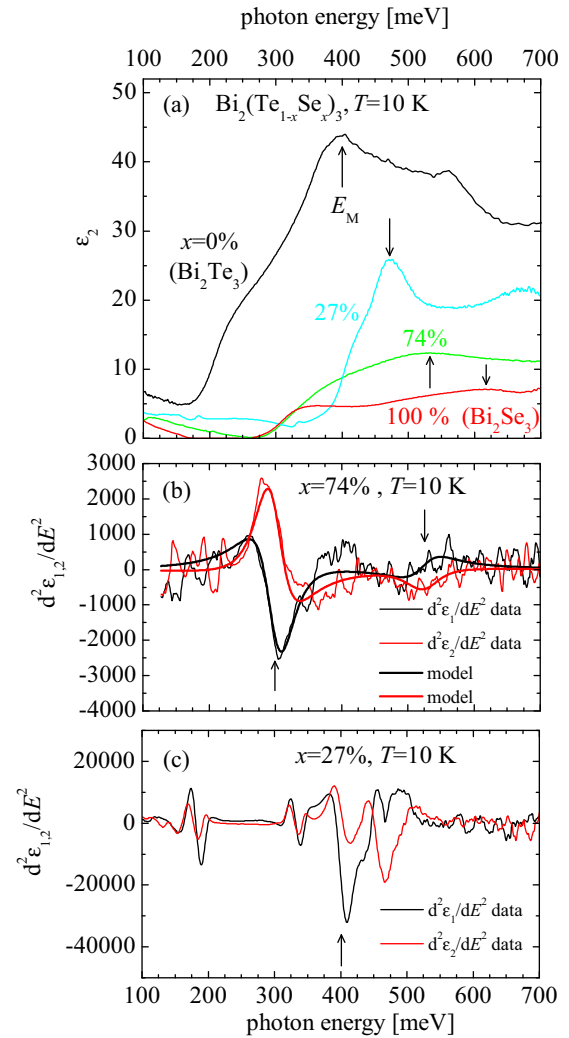 photon energy [meV]
100 200 300 400 500 600 700
50
40
30
20
10
0
ε₂
(a) Bi₂(Te₁₋ₓSeₓ)₃, T=10 K
E_M
x=0%
(Bi₂Te₃)
27%
74%
100 % (Bi₂Se₃)
3000
2000
1000
0
-1000
-2000
-3000
-4000
d²ε₁,₂/dE²
(b) x=74% , T=10 K
d²ε₁/dE² data
d²ε₂/dE² data
model
model
20000
0
-20000
-40000
d²ε₁,₂/dE²
(c) x=27%, T=10 K
d²ε₁/dE² data
d²ε₂/dE² data
100 200 300 400 500 600 700
photon energy [meV]